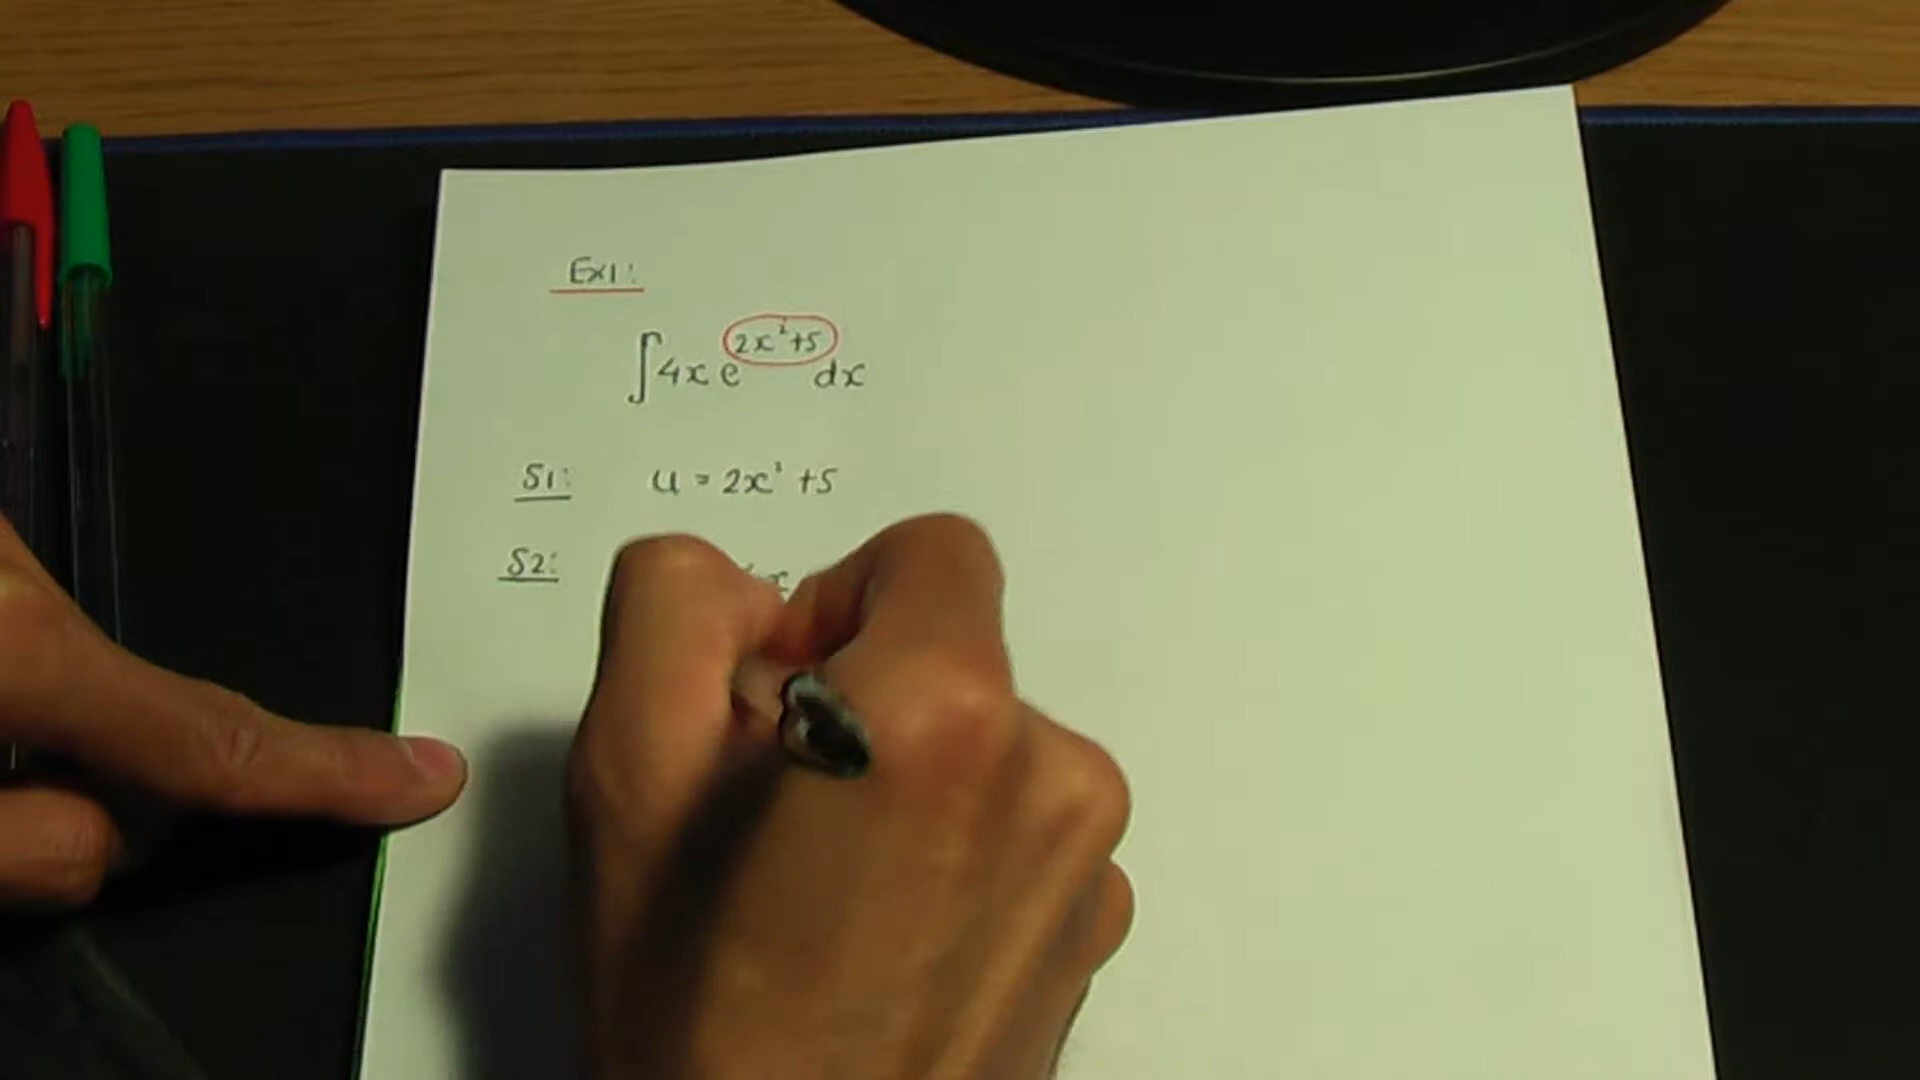 Ex1:
∫4x e^(2x²+5) dx
S1: u = 2x² +5
S2: